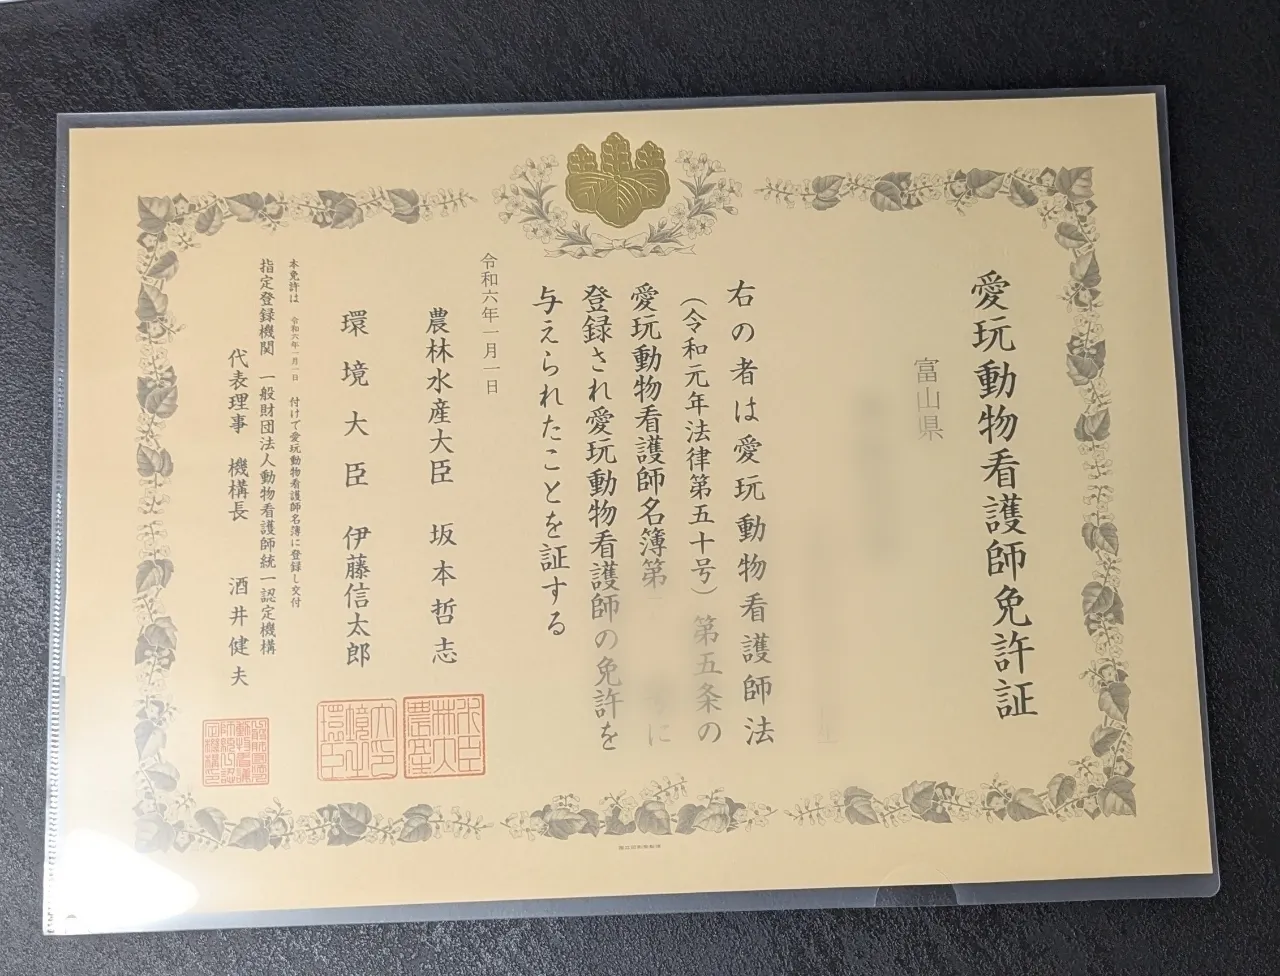 愛玩動物看護師免許証
富山県
右の者は愛玩動物看護師法
(令和元年法律第五十号)第五条の
愛玩動物看護師名簿第
に
登録され愛玩動物看護師の免許を
与えられたことを証する
令和六年一月一日
農林水産大臣 坂本哲志
環境大臣 伊藤信太郎
本免許は 令和六年一月一日 付けで愛玩動物看護師名簿に登録し交付
指定登録機関 一般財団法人動物看護師統一認定機構
代表理事 機構長 酒井健夫